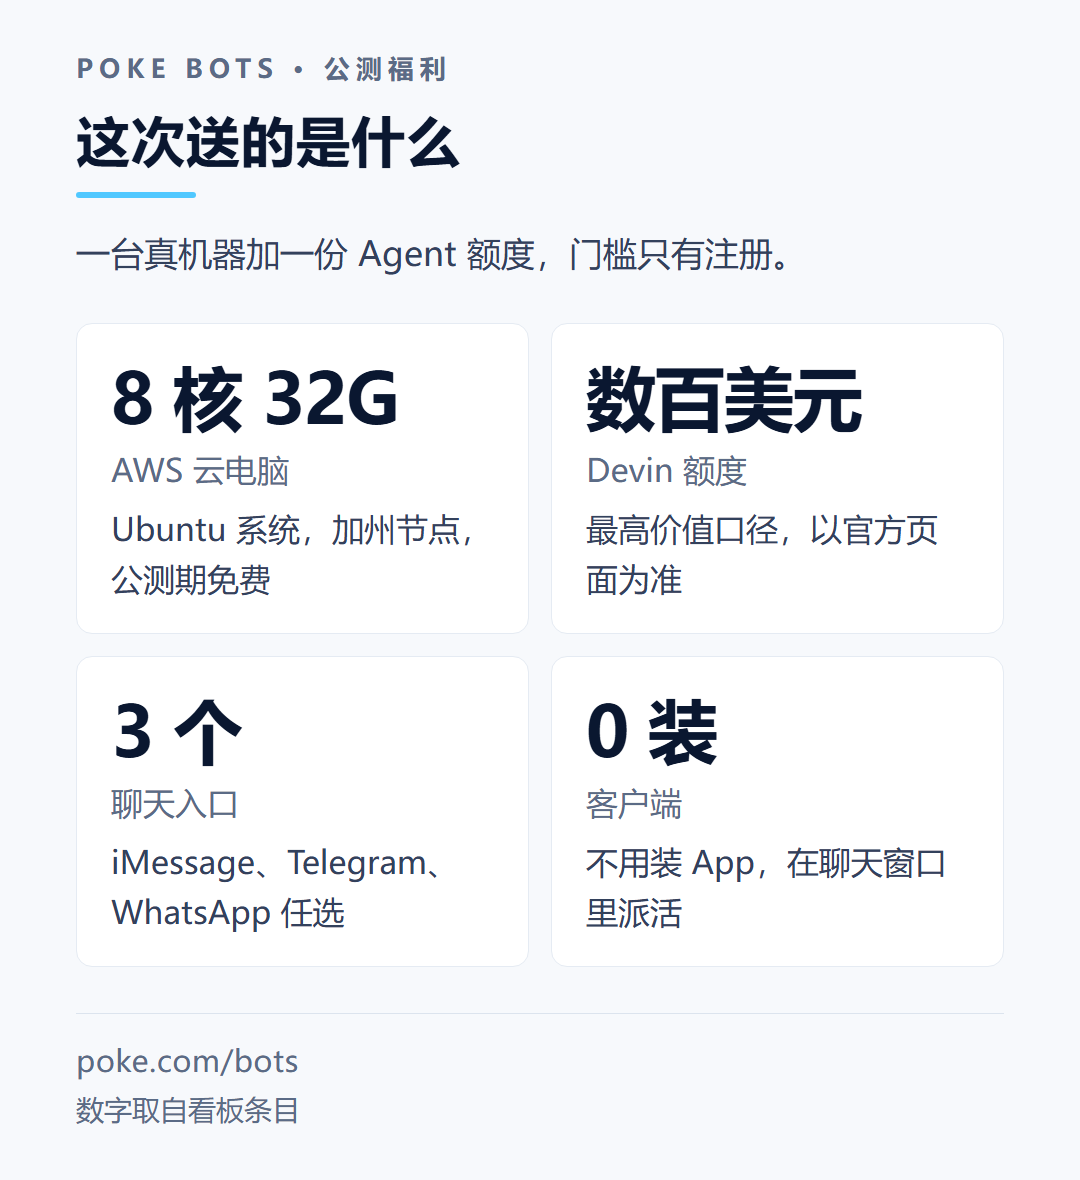 POKE BOTS • 公测福利
这次送的是什么
一台真机器加一份 Agent 额度，门槛只有注册。
8 核 32G
AWS 云电脑
Ubuntu 系统，加州节点，
公测期免费
数百美元
Devin 额度
最高价值口径，以官方页
面为准
3 个
聊天入口
iMessage、Telegram、
WhatsApp 任选
0 装
客户端
不用装 App，在聊天窗口
里派活
poke.com/bots
数字取自看板条目